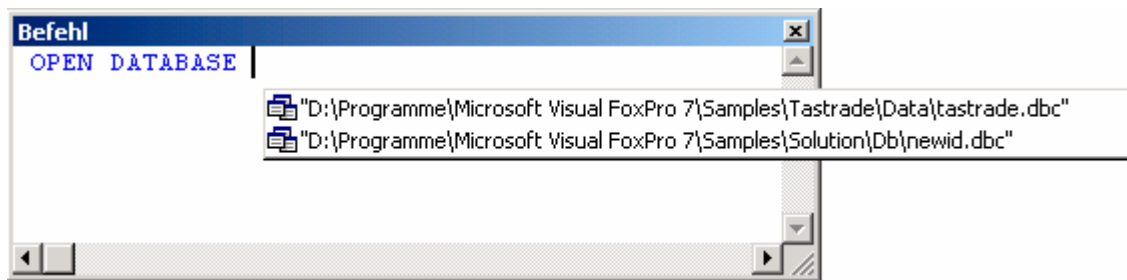 Befehl
OPEN DATABASE
"D:\Programme\Microsoft Visual FoxPro 7\Samples\Tastrade\Data\tastrade.dbc"
"D:\Programme\Microsoft Visual FoxPro 7\Samples\Solution\Db\newid.dbc"